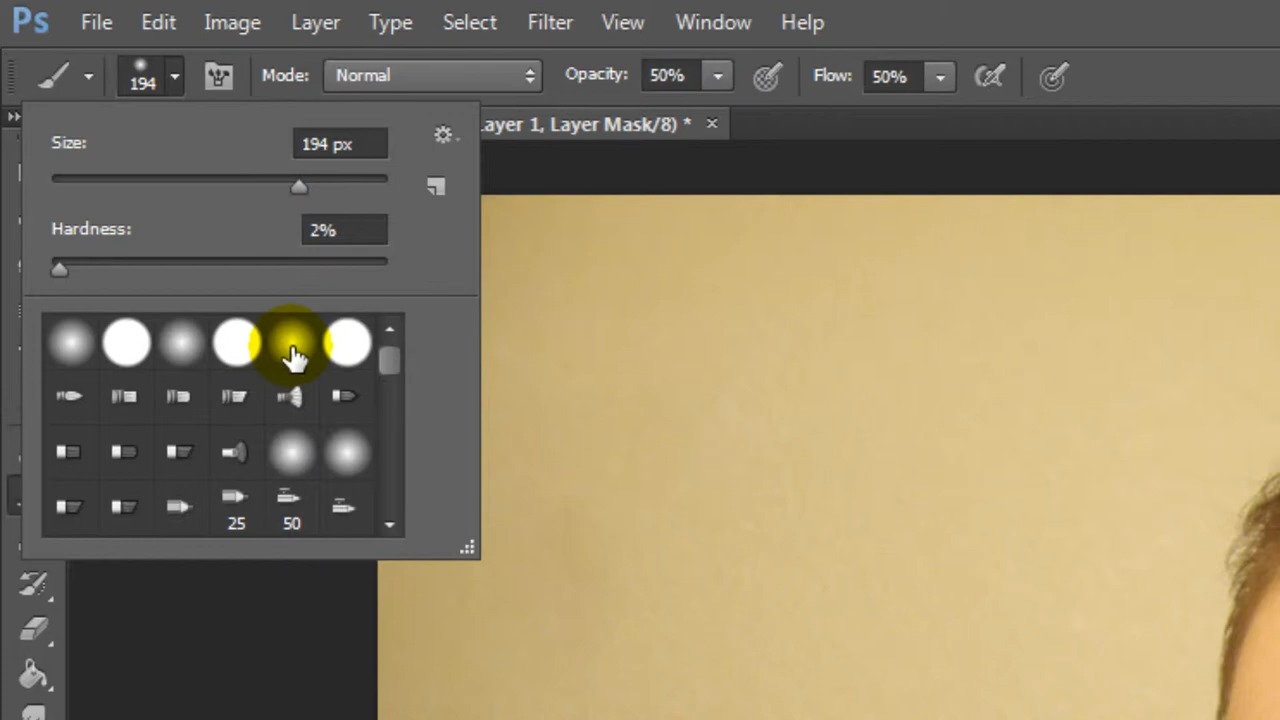 Ps File Edit Image Layer Type Select Filter View Window Help
194 Mode: Normal Opacity: 50% Flow: 50%
Layer 1, Layer Mask/8) *
Size: 194 px
Hardness: 2%
25 50